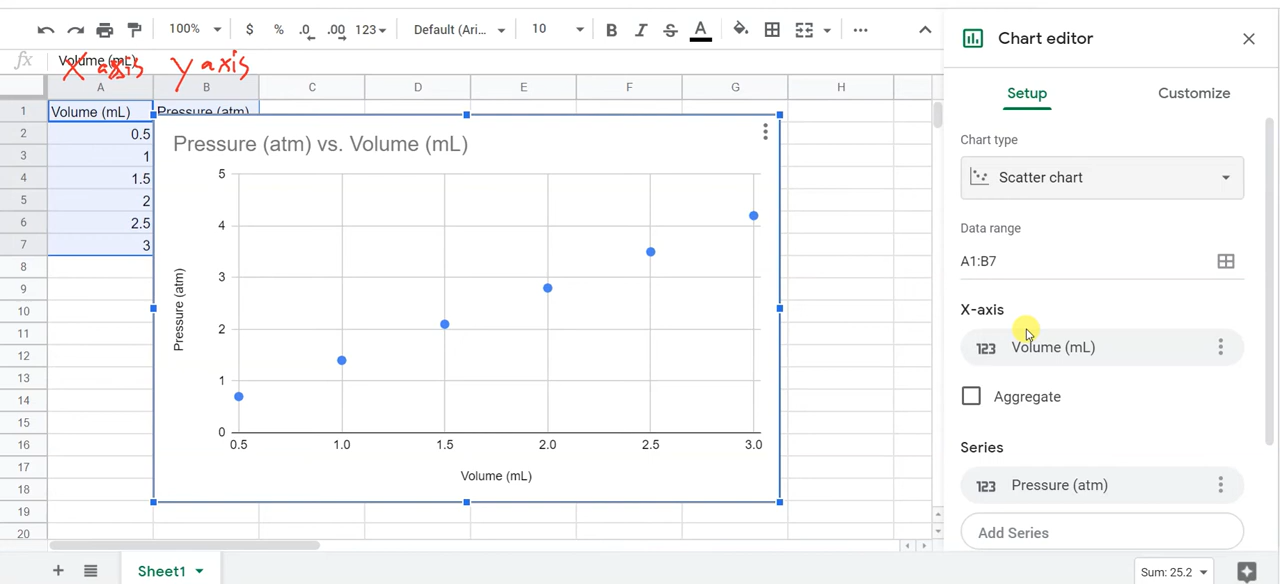 100% $ % .0 .00 123 Default (Ari... 10 B I S A
Chart editor
fx Volume (mL)
X axis Y axis
Setup Customize
A B C D E F G H
1 Volume (mL) Pressure (atm)
2 0.5
3 1
4 1.5
5 2
6 2.5
7 3
8
9
10
11
12
13
14
15
16
17
18
19
20
Pressure (atm) vs. Volume (mL)
5
4
3
2
1
0
Pressure (atm)
0.5 1.0 1.5 2.0 2.5 3.0
Volume (mL)
Chart type
Scatter chart
Data range
A1:B7
X-axis
123 Volume (mL)
Aggregate
Series
123 Pressure (atm)
Add Series
Sheet1
Sum: 25.2